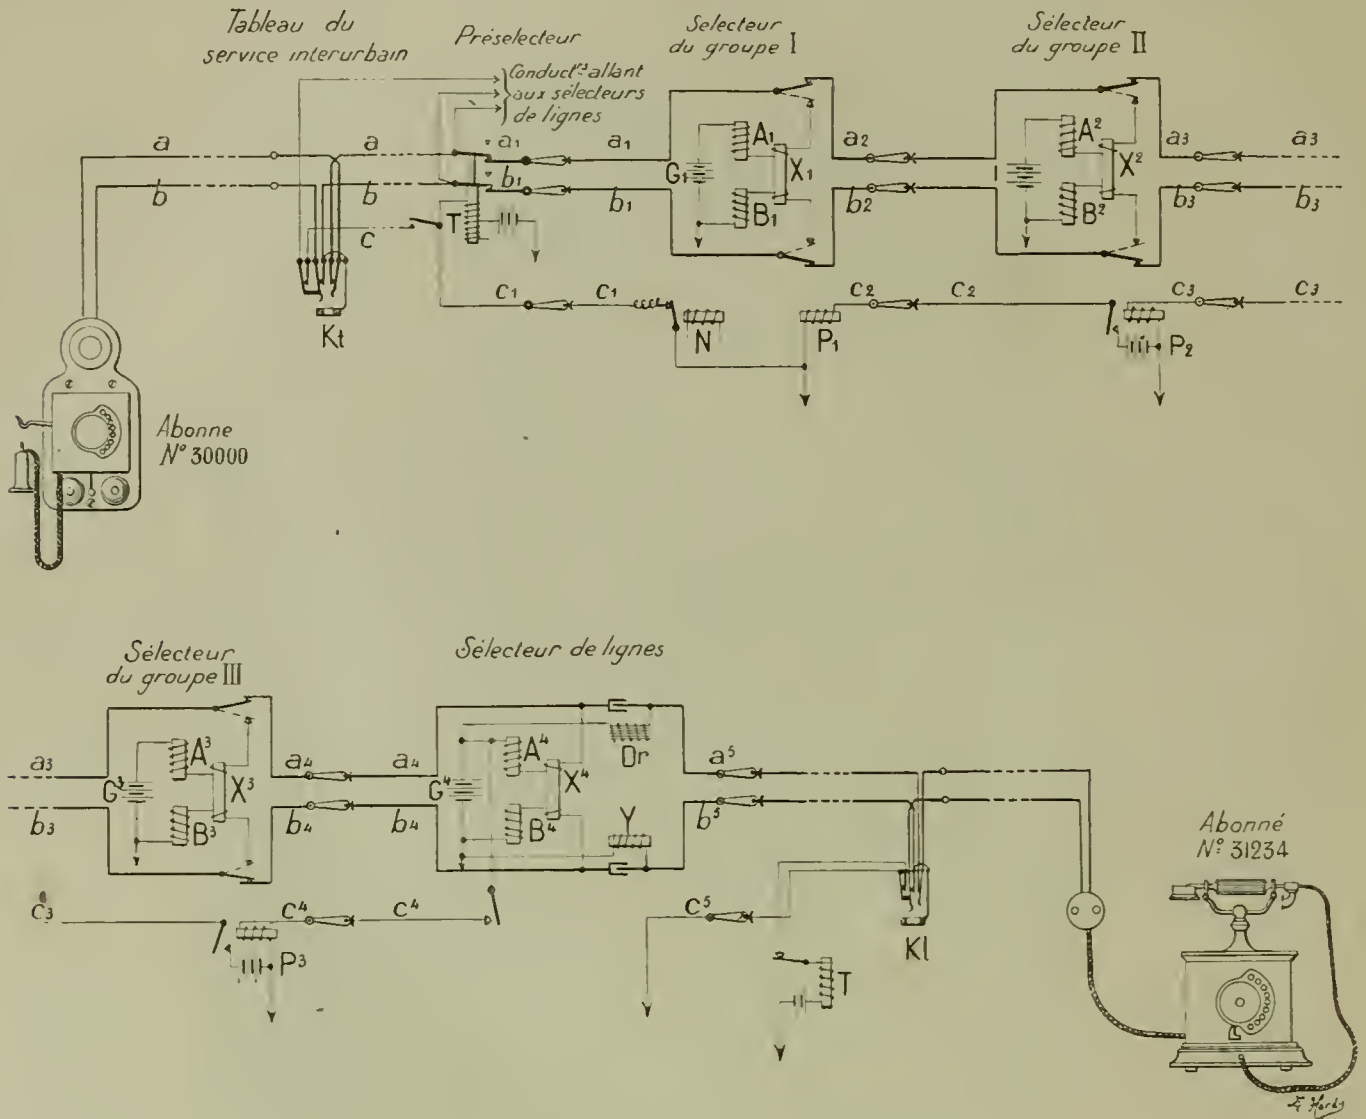 Tableau du
service interurbain
Préselecteur
Selecteur
du groupe I
Sélecteur
du groupe II
Conduct.rs allant
aux sélecteurs
de lignes
a
a
a1
a1
A1
X1
G1
a2
A2
X2
a3
a3
b
b
b1
b1
B1
b2
B2
b3
b3
T
c
c1
c1
c2
c2
c3
c3
Kt
N
P1
P2
Abonne
N° 30000
Sélecteur
du groupe III
Sélecteur de lignes
a3
A3
X3
G3
a4
a4
A4
X4
G4
Dr
a5
b3
B3
b4
b4
B4
Y
b5
Abonné
N° 31234
c3
c4
c4
c5
Kl
P3
T